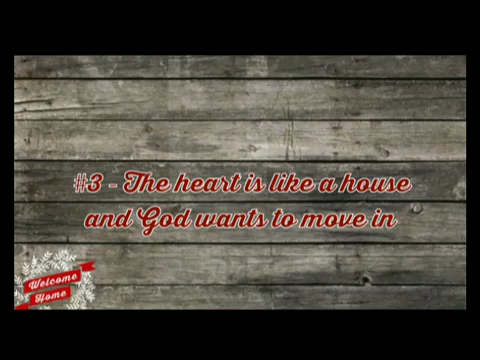 #3 - The heart is like a house
and God wants to move in
Welcome
Home